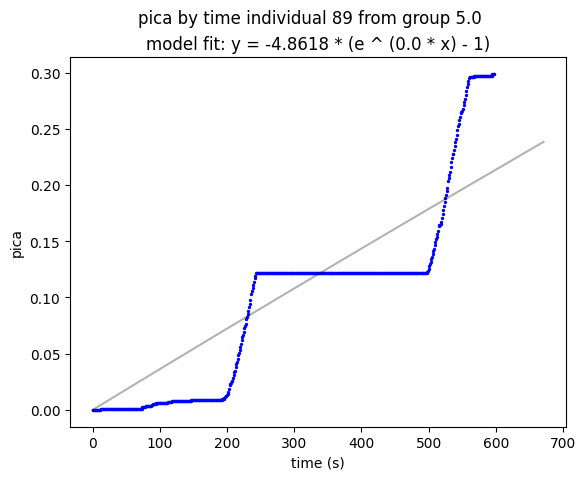 pica by time individual 89 from group 5.0
model fit: y = -4.8618 * (e ^ (0.0 * x) - 1)
0.30
0.25
0.20
0.15
0.10
0.05
0.00
pica
0 100 200 300 400 500 600 700
time (s)